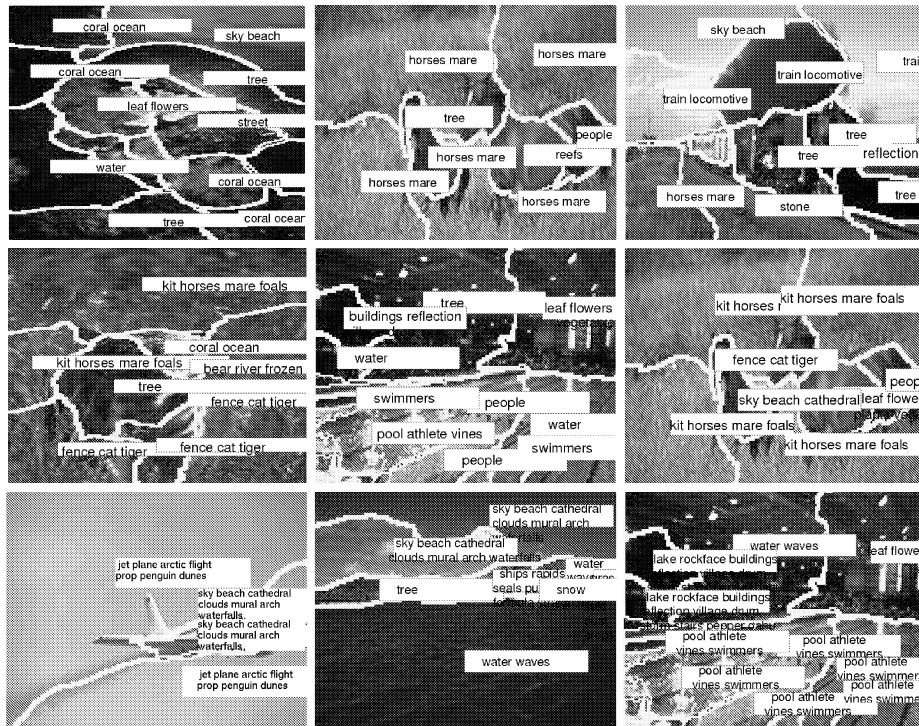 coral ocean
sky beach
coral ocean
tree
leaf flowers
street
water
coral ocean
tree
coral ocean
horses mare
horses mare
tree
people
horses mare
reefs
horses mare
horses mare
sky beach
train locomotive
train locomotive
tree
tree
reflection
horses mare
tree
stone
kit horses mare foals
coral ocean
kit horses mare foals
bear river frozen
tree
fence cat tiger
fence cat tiger
fence cat tiger
tree
buildings reflection
leaf flowers
water
swimmers
people
water
pool athlete vines
swimmers
people
kit horses mare foals
kit horses
fence cat tiger
sky beach cathedral
kit horses mare foals
kit horses mare foals
jet plane arctic flight
prop penguin dunes
sky beach cathedral
clouds mural arch
waterfalls,
sky beach cathedral
clouds mural arch
waterfalls,
jet plane arctic flight
prop penguin dunes
sky beach cathedral
clouds mural arch
waterfalls
sky beach cathedral
clouds mural arch waterfalls
water
ships rapids
tree
snow
water waves
water waves
lake rockface buildings
lake rockface buildings
reflection village drum
pool athlete
vines swimmers
pool athlete
vines swimmers
pool athlete
vines swimmers
pool athlete
vines swimmers
pool athlete
vines swimmers